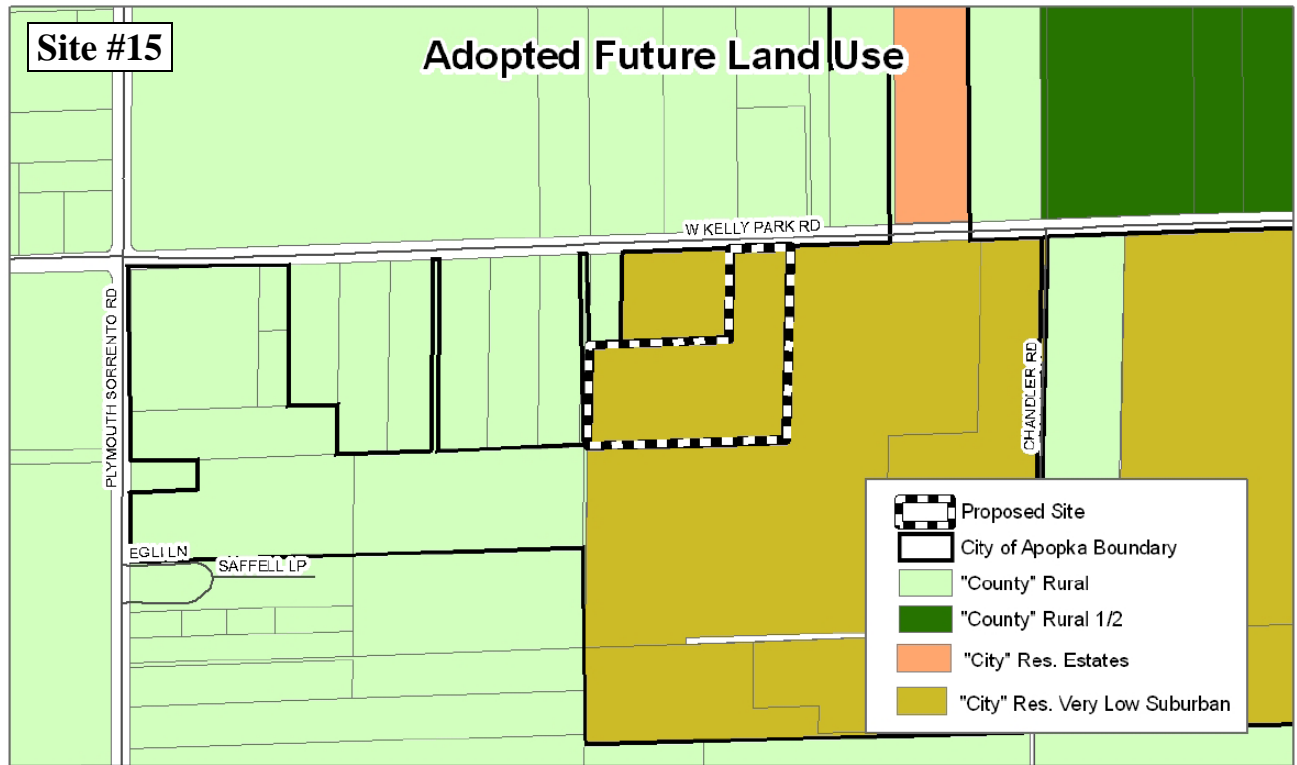 Site #15
Adopted Future Land Use
W KELLY PARK RD
PLYMOUTH SORRENTO RD
CHANDLER RD
EGLI LN
SAFFELL LP
Proposed Site
City of Apopka Boundary
"County" Rural
"County" Rural 1/2
"City" Res. Estates
"City" Res. Very Low Suburban